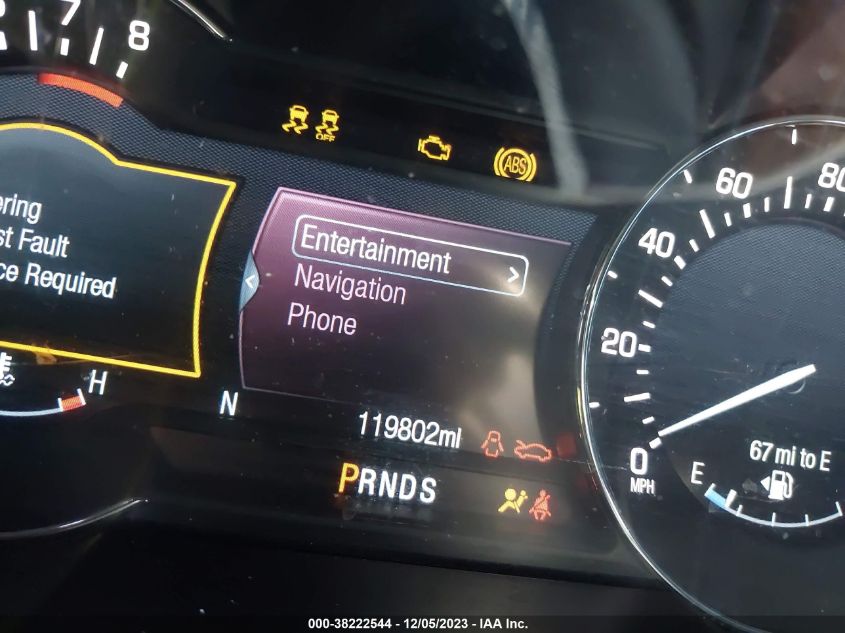 7
8
OFF
ABS
ering
st Fault
ce Required
Entertainment >
Navigation
Phone
H
N
119802mi
PRNDS
80
60
40
20
0
MPH
67 mi to E
E
000-38222544 - 12/05/2023 - IAA Inc.